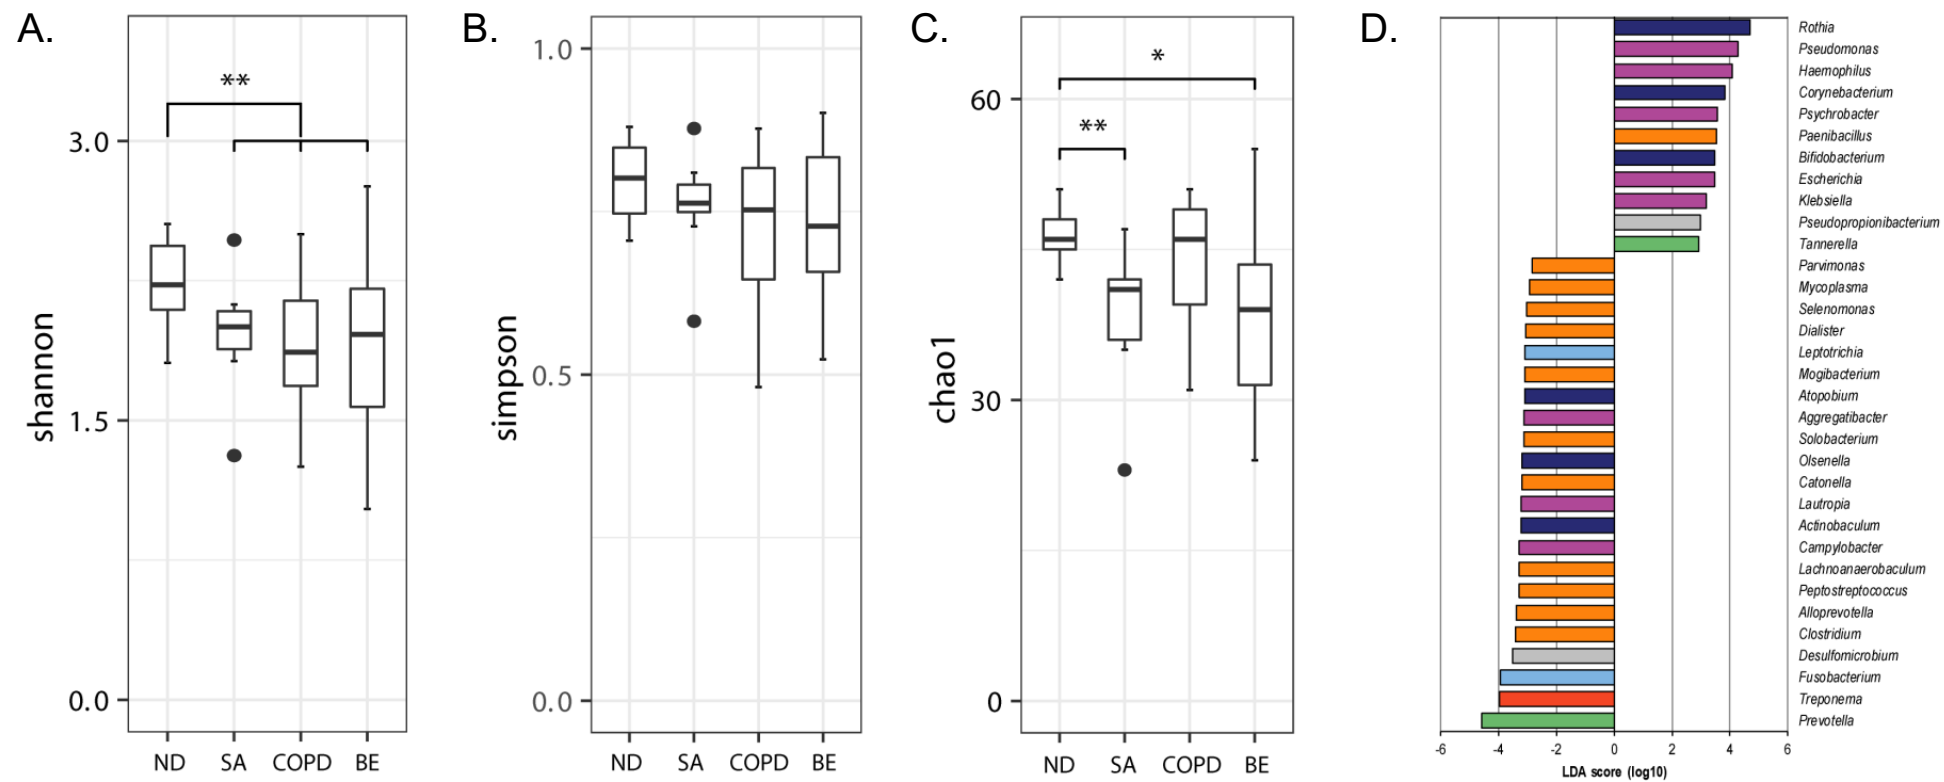 A.
**
3.0
1.5
0.0
shannon
ND SA COPD BE
B.
1.0
0.5
0.0
simpson
ND SA COPD BE
C.
*
**
60
30
0
chao1
ND SA COPD BE
D.
Rothia
Pseudomonas
Haemophilus
Corynebacterium
Psychrobacter
Paenibacillus
Bifidobacterium
Escherichia
Klebsiella
Pseudopropionibacterium
Tannerella
Parvimonas
Mycoplasma
Selenomonas
Dialister
Leptotrichia
Mogibacterium
Atopobium
Aggregatibacter
Solobacterium
Olsenella
Catonella
Lautropia
Actinobaculum
Campylobacter
Lachnoanaerobaculum
Peptostreptococcus
Alloprevotella
Clostridium
Desulfomicrobium
Fusobacterium
Treponema
Prevotella
-6 -4 -2 0 2 4 6
LDA score (log10)